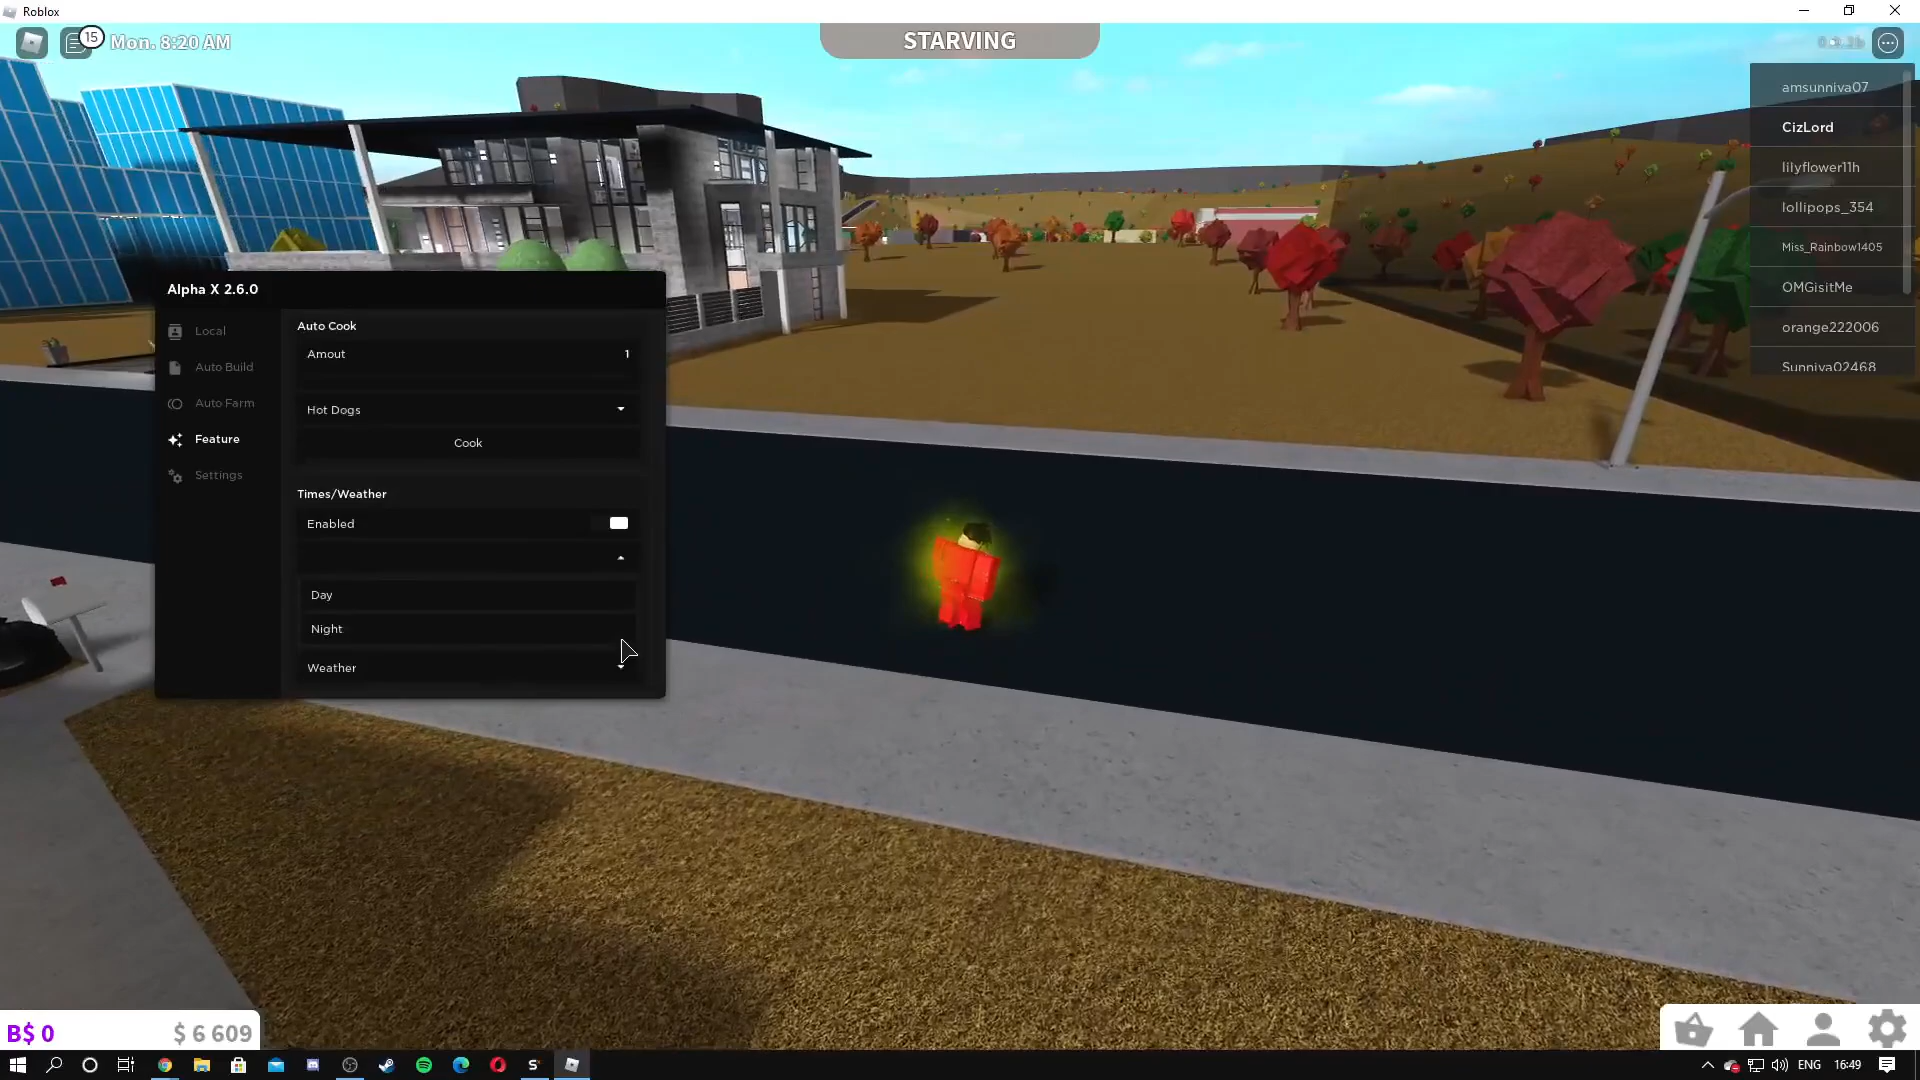 Roblox
15
Mon. 8:20 AM
STARVING
amsunniva07
CizLord
lilyflower11h
lollipops_354
Miss_Rainbow1405
OMGisitMe
orange222006
Sunniva02468
Alpha X 2.6.0
Local
Auto Build
Auto Farm
Feature
Settings
Auto Cook
Amout 1
Hot Dogs
Cook
Times/Weather
Enabled
Day
Night
Weather
B$ 0 $ 6 609
ENG 16:49